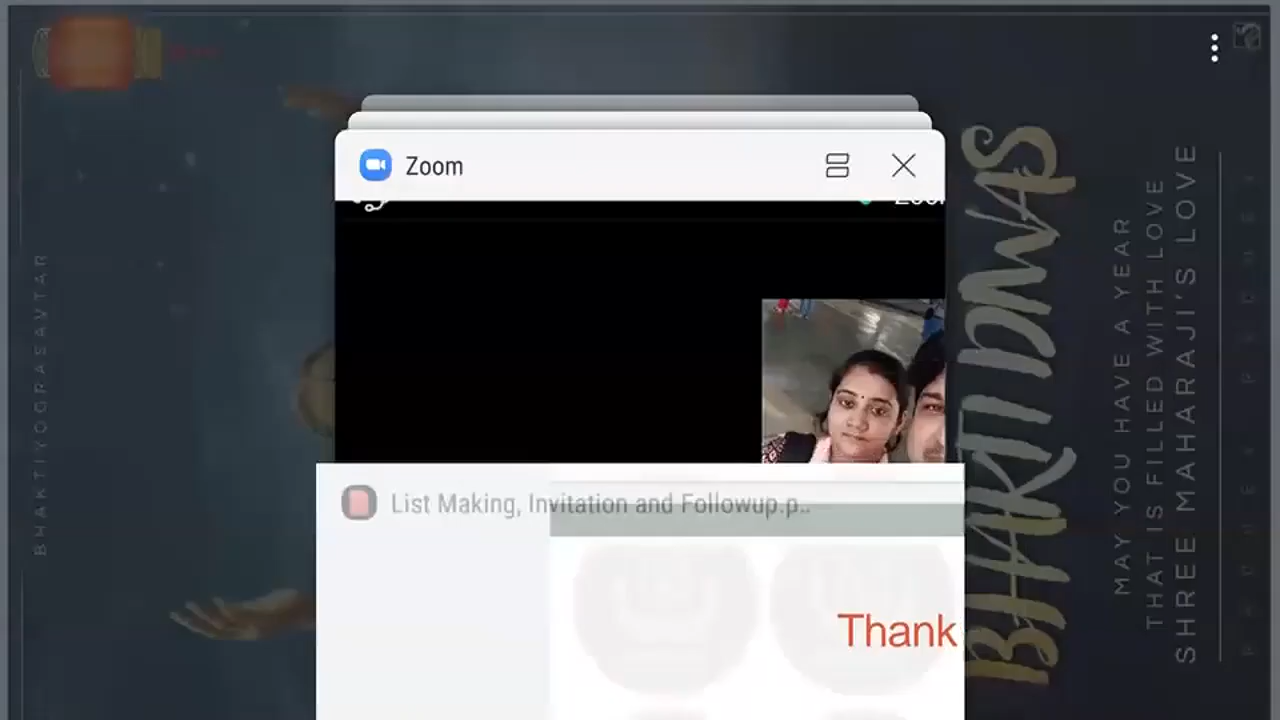 Zoom
List Making, Invitation and Followup.p..
Thank
BHAKTIYOGRASAVTAR
BHAKTI DIWAS
MAY YOU HAVE A YEAR
THAT IS FILLED WITH LOVE
SHREE MAHARAJI'S LOVE